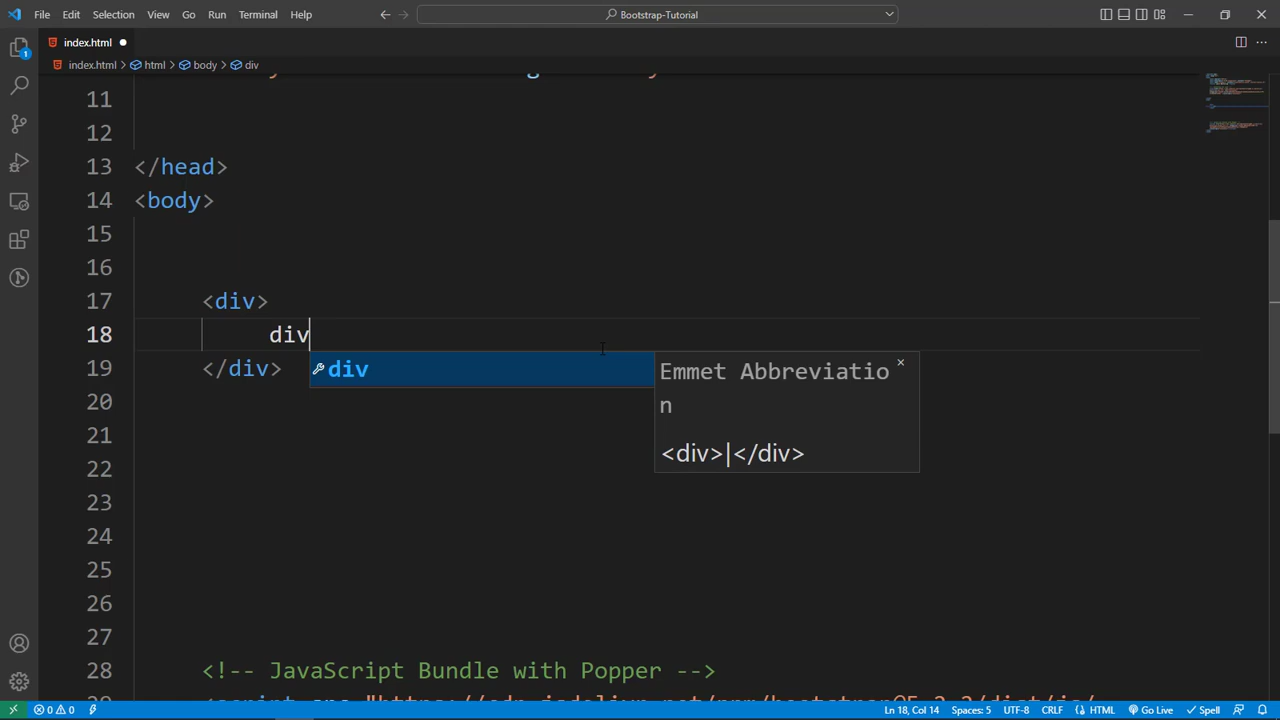 File Edit Selection View Go Run Terminal Help
Bootstrap-Tutorial
index.html
index.html html body div
1
11
12
13 </head>
14 <body>
15
16
17 <div>
18 div
19 </div>
div
Emmet Abbreviatio
n
<div>|</div>
20
21
22
23
24
25
26
27
28 <!-- JavaScript Bundle with Popper -->
0 0
Ln 18, Col 14 Spaces: 5 UTF-8 CRLF HTML Go Live Spell